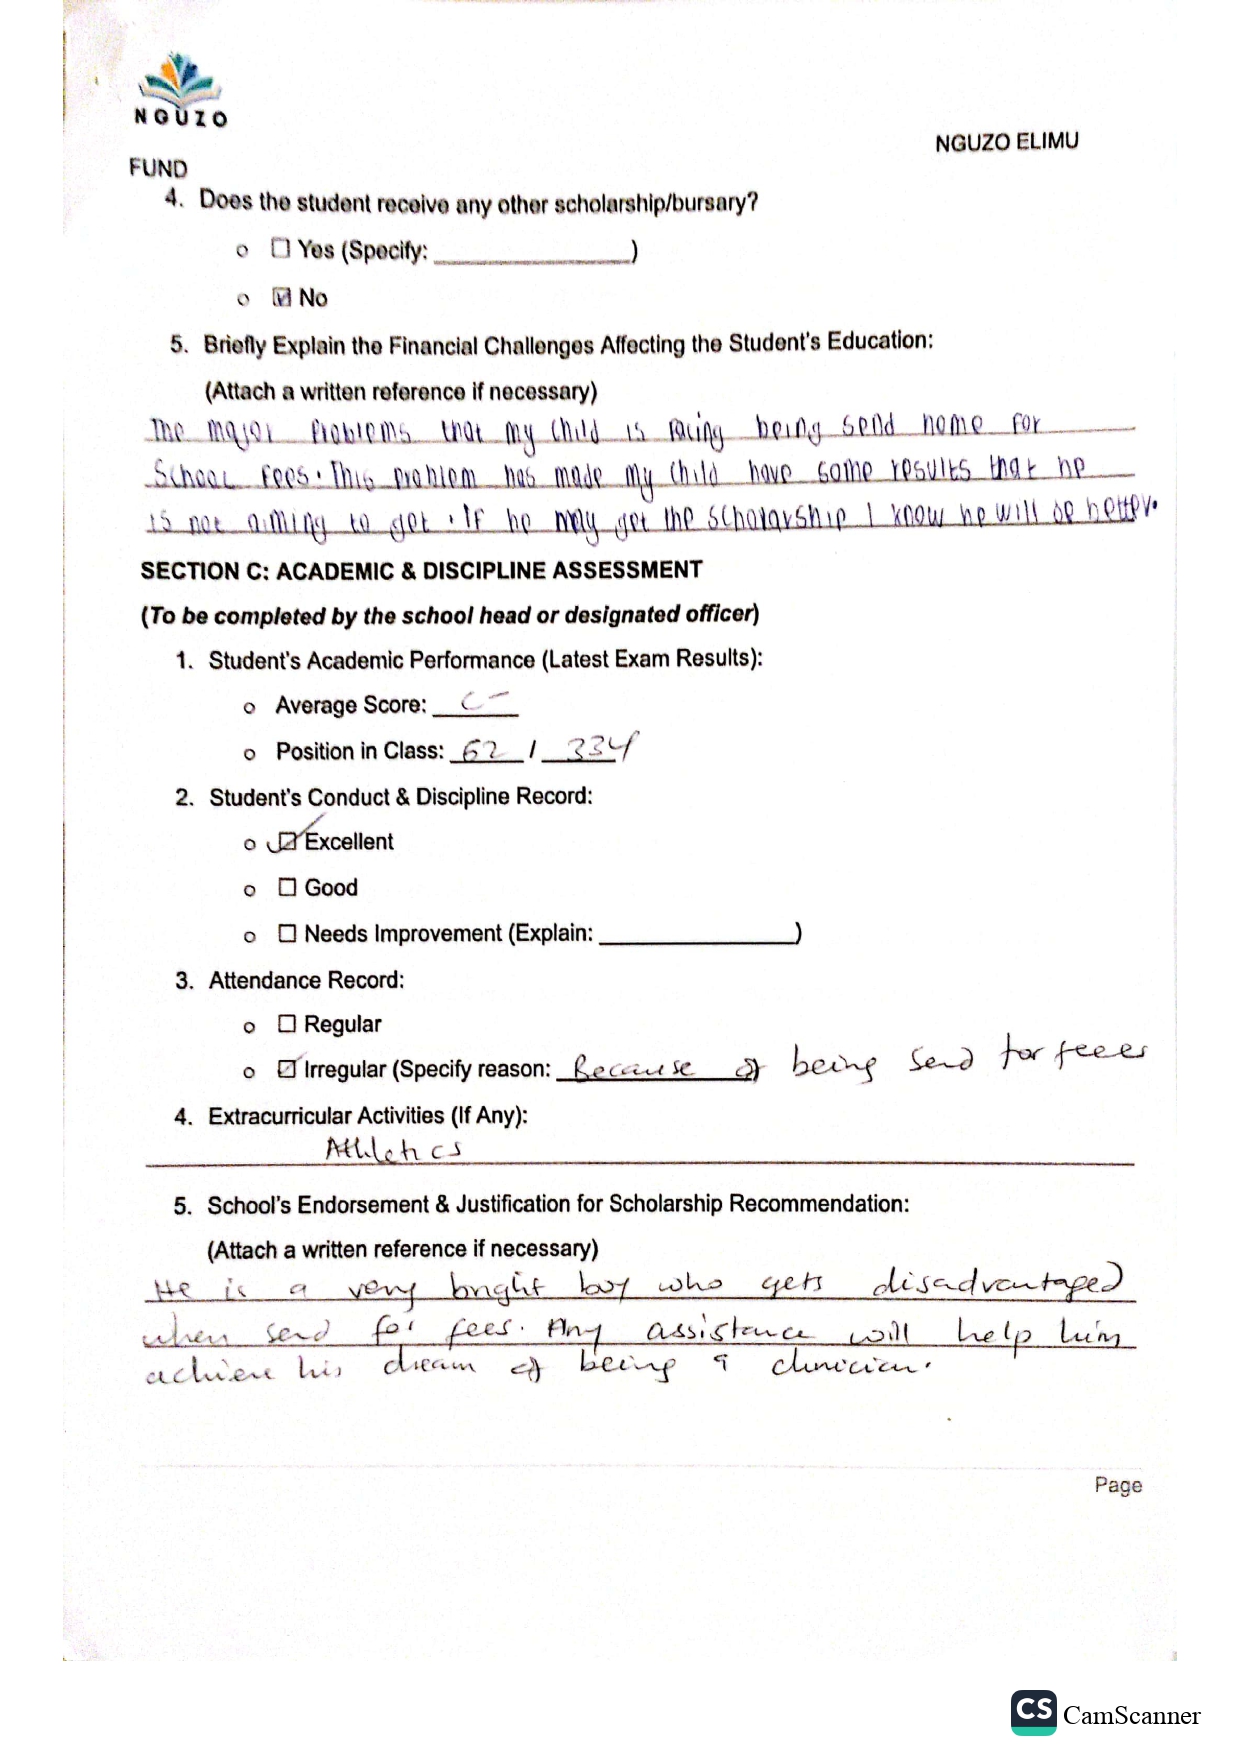 NGUZO
NGUZO ELIMU
FUND
4. Does the student receive any other scholarship/bursary?
o ☐ Yes (Specify: ______________)
o ☑ No
5. Briefly Explain the Financial Challenges Affecting the Student's Education:
(Attach a written reference if necessary)
The major Problems that my child is facing being send home for
School fees. This problem has made my child have some results that he
is not aiming to get. If he may get the scholarship I know he will be better.
SECTION C: ACADEMIC & DISCIPLINE ASSESSMENT
(To be completed by the school head or designated officer)
1. Student's Academic Performance (Latest Exam Results):
o Average Score: C-
o Position in Class: 62 / 334
2. Student's Conduct & Discipline Record:
o ☑ Excellent
o ☐ Good
o ☐ Needs Improvement (Explain: ______________)
3. Attendance Record:
o ☐ Regular
o ☑ Irregular (Specify reason: Because of being send for feees
4. Extracurricular Activities (If Any):
Athletics
5. School's Endorsement & Justification for Scholarship Recommendation:
(Attach a written reference if necessary)
He is a very bright boy who gets disadvantaged
when send for fees. Any assistance will help him
achieve his dream of being a clinician.
Page
CS CamScanner